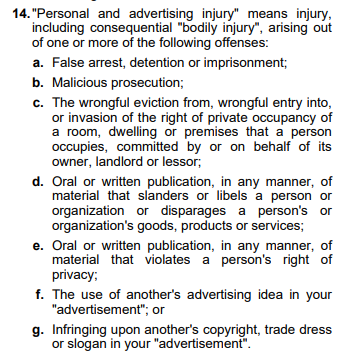 14. "Personal and advertising injury" means injury,
including consequential "bodily injury", arising out
of one or more of the following offenses:
a. False arrest, detention or imprisonment;
b. Malicious prosecution;
c. The wrongful eviction from, wrongful entry into,
or invasion of the right of private occupancy of
a room, dwelling or premises that a person
occupies, committed by or on behalf of its
owner, landlord or lessor;
d. Oral or written publication, in any manner, of
material that slanders or libels a person or
organization or disparages a person's or
organization's goods, products or services;
e. Oral or written publication, in any manner, of
material that violates a person's right of
privacy;
f. The use of another's advertising idea in your
"advertisement"; or
g. Infringing upon another's copyright, trade dress
or slogan in your "advertisement".